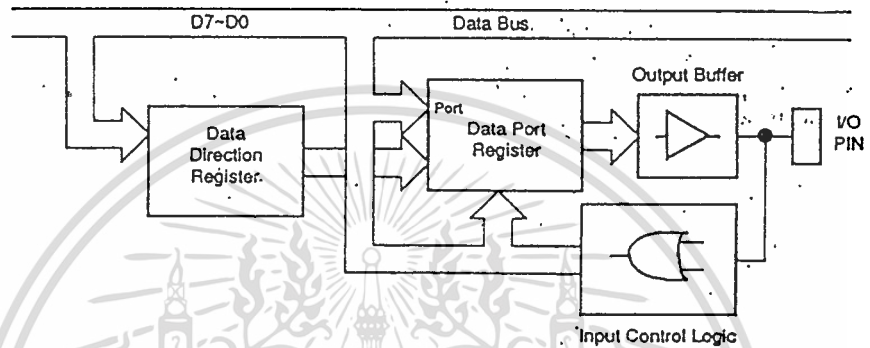 D7~D0 Data Bus.
Output Buffer
Port
Data Port
Register
Data
Direction
Register.
I/O
PIN
Input Control Logic